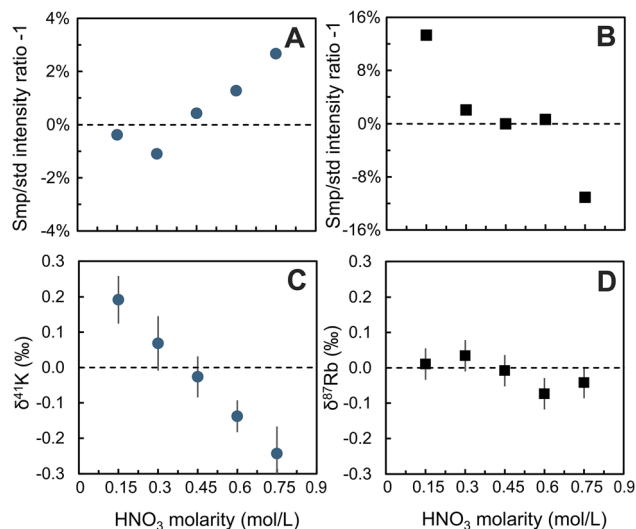 A
Smp/std intensity ratio -1
4%
2%
0%
-2%
-4%
B
Smp/std intensity ratio -1
16%
8%
0%
-8%
-16%
C
δ⁴¹K (‰)
0.3
0.2
0.1
0.0
-0.1
-0.2
-0.3
0 0.15 0.3 0.45 0.6 0.75 0.9
HNO₃ molarity (mol/L)
D
δ⁸⁷Rb (‰)
0.3
0.2
0.1
0.0
-0.1
-0.2
-0.3
0 0.15 0.3 0.45 0.6 0.75 0.9
HNO₃ molarity (mol/L)